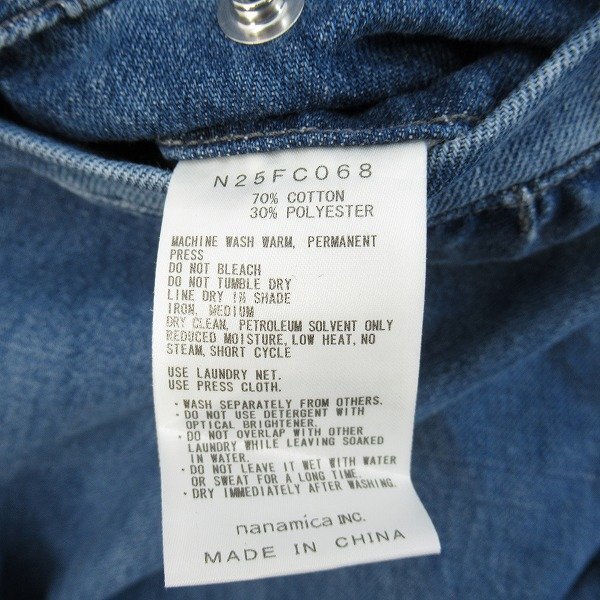 N25FC068
70% COTTON
30% POLYESTER
MACHINE WASH WARM, PERMANENT
PRESS
DO NOT BLEACH
DO NOT TUMBLE DRY
LINE DRY IN SHADE
IRON, MEDIUM
DRY CLEAN, PETROLEUM SOLVENT ONLY
REDUCED MOISTURE, LOW HEAT, NO
STEAM, SHORT CYCLE
USE LAUNDRY NET.
USE PRESS CLOTH.
・WASH SEPARATELY FROM OTHERS.
・DO NOT USE DETERGENT WITH
OPTICAL BRIGHTENER.
・DO NOT OVERLAP WITH OTHER
LAUNDRY WHILE LEAVING SOAKED
IN WATER.
・DO NOT LEAVE IT WET WITH WATER
OR SWEAT FOR A LONG TIME.
・DRY IMMEDIATELY AFTER WASHING.
nanamica INC.
MADE IN CHINA